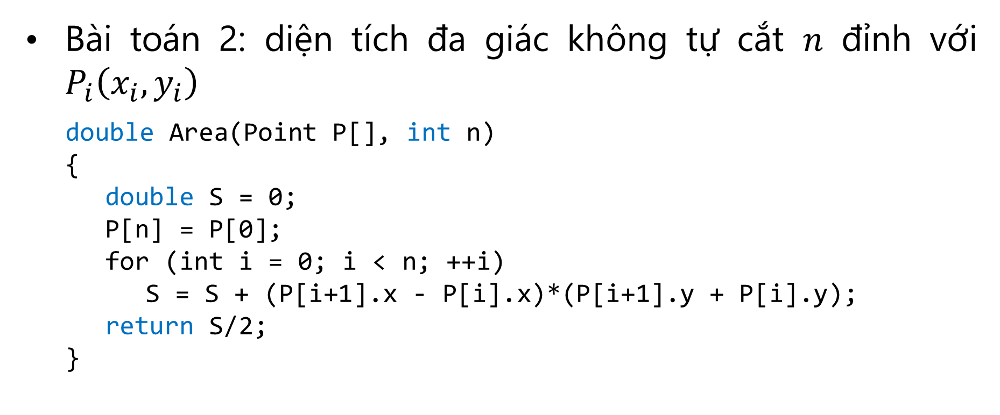 • Bài toán 2: diện tích đa giác không tự cắt n đỉnh với
P_i(x_i, y_i)
double Area(Point P[], int n)
{
double S = 0;
P[n] = P[0];
for (int i = 0; i < n; ++i)
S = S + (P[i+1].x - P[i].x)*(P[i+1].y + P[i].y);
return S/2;
}